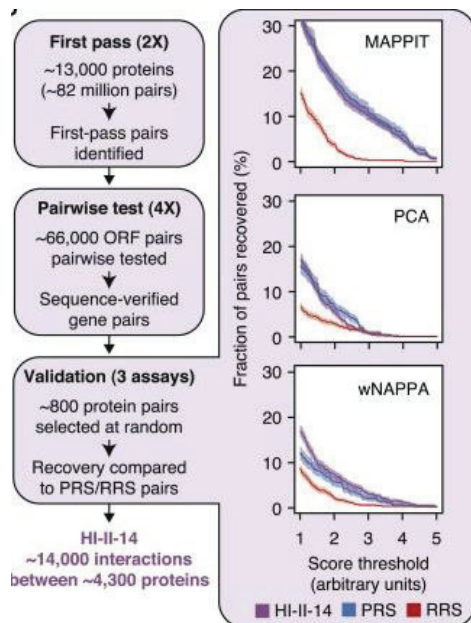 First pass (2X)
~13,000 proteins
(~82 million pairs)
First-pass pairs
identified
Pairwise test (4X)
~66,000 ORF pairs
pairwise tested
Sequence-verified
gene pairs
Validation (3 assays)
~800 protein pairs
selected at random
Recovery compared
to PRS/RRS pairs
HI-II-14
~14,000 interactions
between ~4,300 proteins
Fraction of pairs recovered (%)
MAPPIT
30
20
10
0
PCA
30
20
10
0
wNAPPA
30
20
10
0
1 2 3 4 5
Score threshold
(arbitrary units)
HI-II-14 PRS RRS